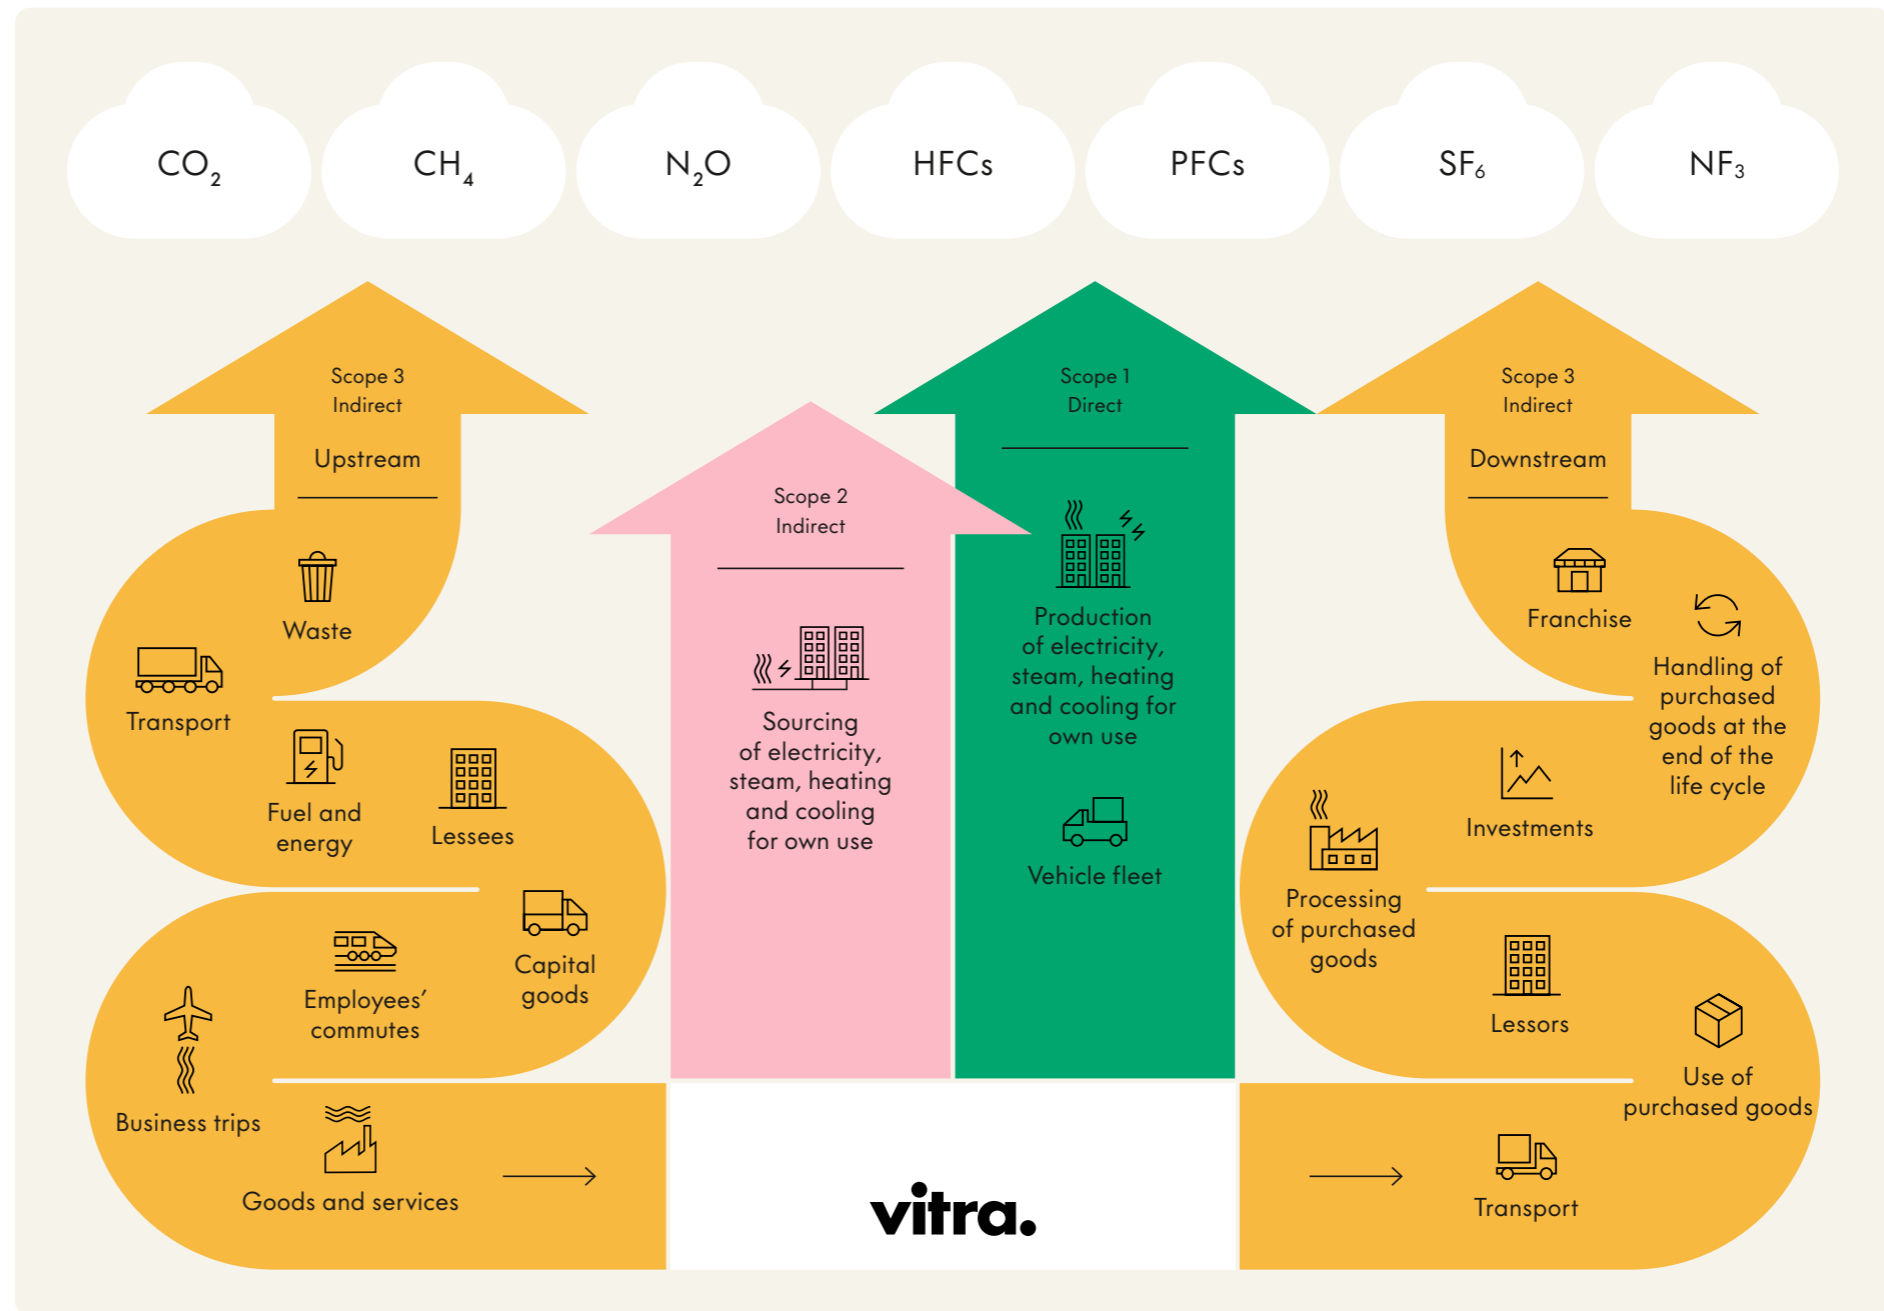 CO₂
CH₄
N₂O
HFCs
PFCs
SF₆
NF₃
Scope 3
Indirect
Upstream
Waste
Transport
Fuel and
energy
Lessees
Capital
goods
Employees’
commutes
Business trips
Goods and services
Scope 2
Indirect
Sourcing
of electricity,
steam, heating
and cooling
for own use
Scope 1
Direct
Production
of electricity,
steam, heating
and cooling for
own use
Vehicle fleet
vitra.
Scope 3
Indirect
Downstream
Franchise
Handling of
purchased
goods at the
end of the
life cycle
Investments
Processing
of purchased
goods
Lessors
Use of
purchased goods
Transport